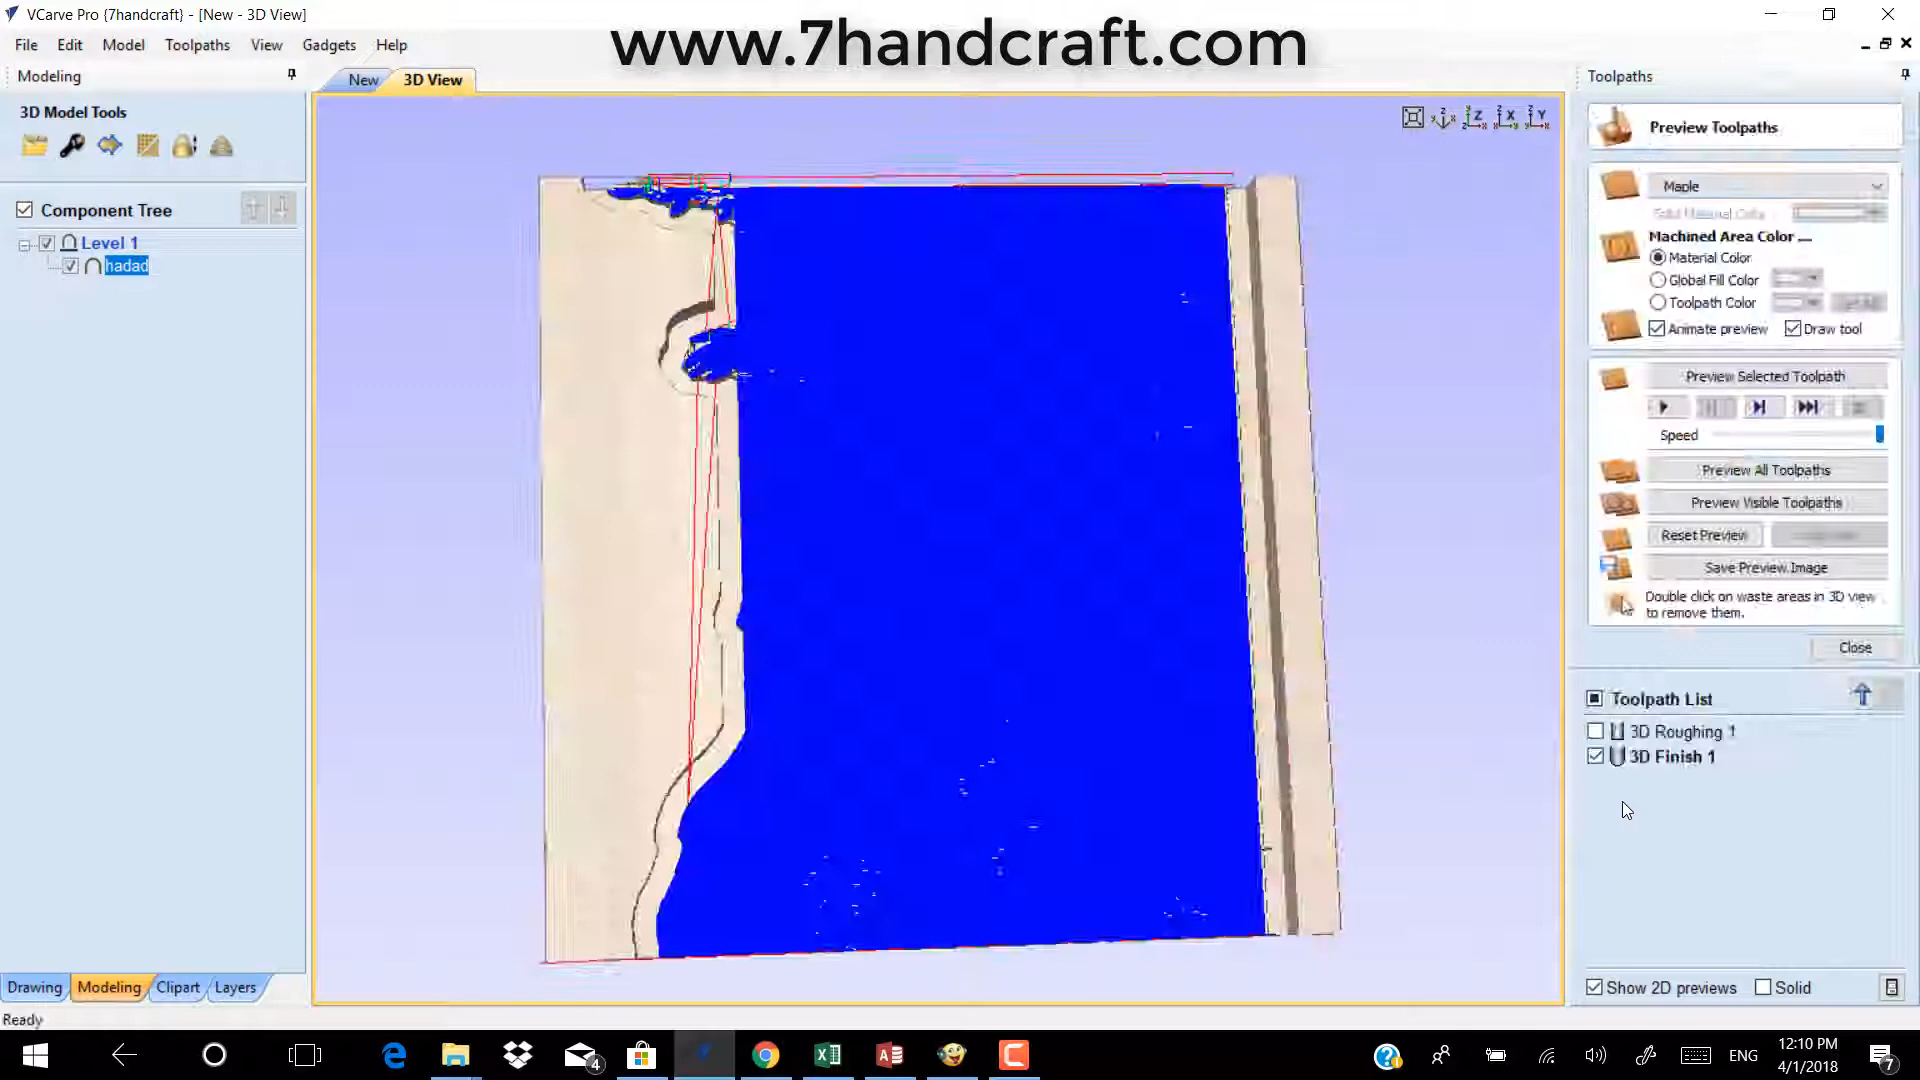 VCarve Pro {7handcraft} - [New - 3D View]
www.7handcraft.com
File Edit Model Toolpaths View Gadgets Help
Modeling
New
3D View
Toolpaths
3D Model Tools
Preview Toolpaths
Maple
Solid Material Color
Component Tree
Machined Area Color ....
Level 1
Material Color
hadad
Global Fill Color
Toolpath Color
Animate preview
Draw tool
Preview Selected Toolpath
Speed
Preview All Toolpaths
Preview Visible Toolpaths
Reset Preview
Save Preview Image
Double click on waste areas in 3D view
to remove them.
Close
Toolpath List
3D Roughing 1
3D Finish 1
Drawing Modeling Clipart Layers
Show 2D previews
Solid
Ready
4
ENG
12:10 PM
4/1/2018
7